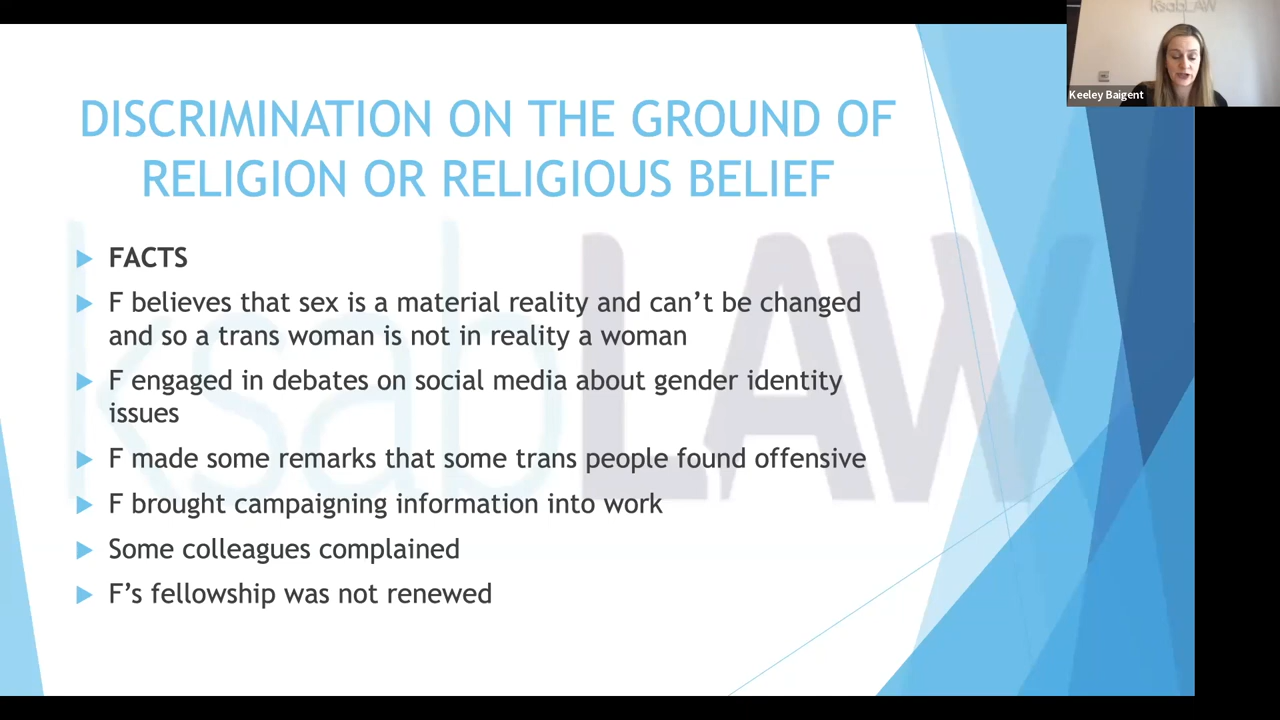 ksabLAW
Keeley Baigent
DISCRIMINATION ON THE GROUND OF
RELIGION OR RELIGIOUS BELIEF
FACTS
F believes that sex is a material reality and can't be changed
and so a trans woman is not in reality a woman
F engaged in debates on social media about gender identity
issues
F made some remarks that some trans people found offensive
F brought campaigning information into work
Some colleagues complained
F's fellowship was not renewed
ksabLAW